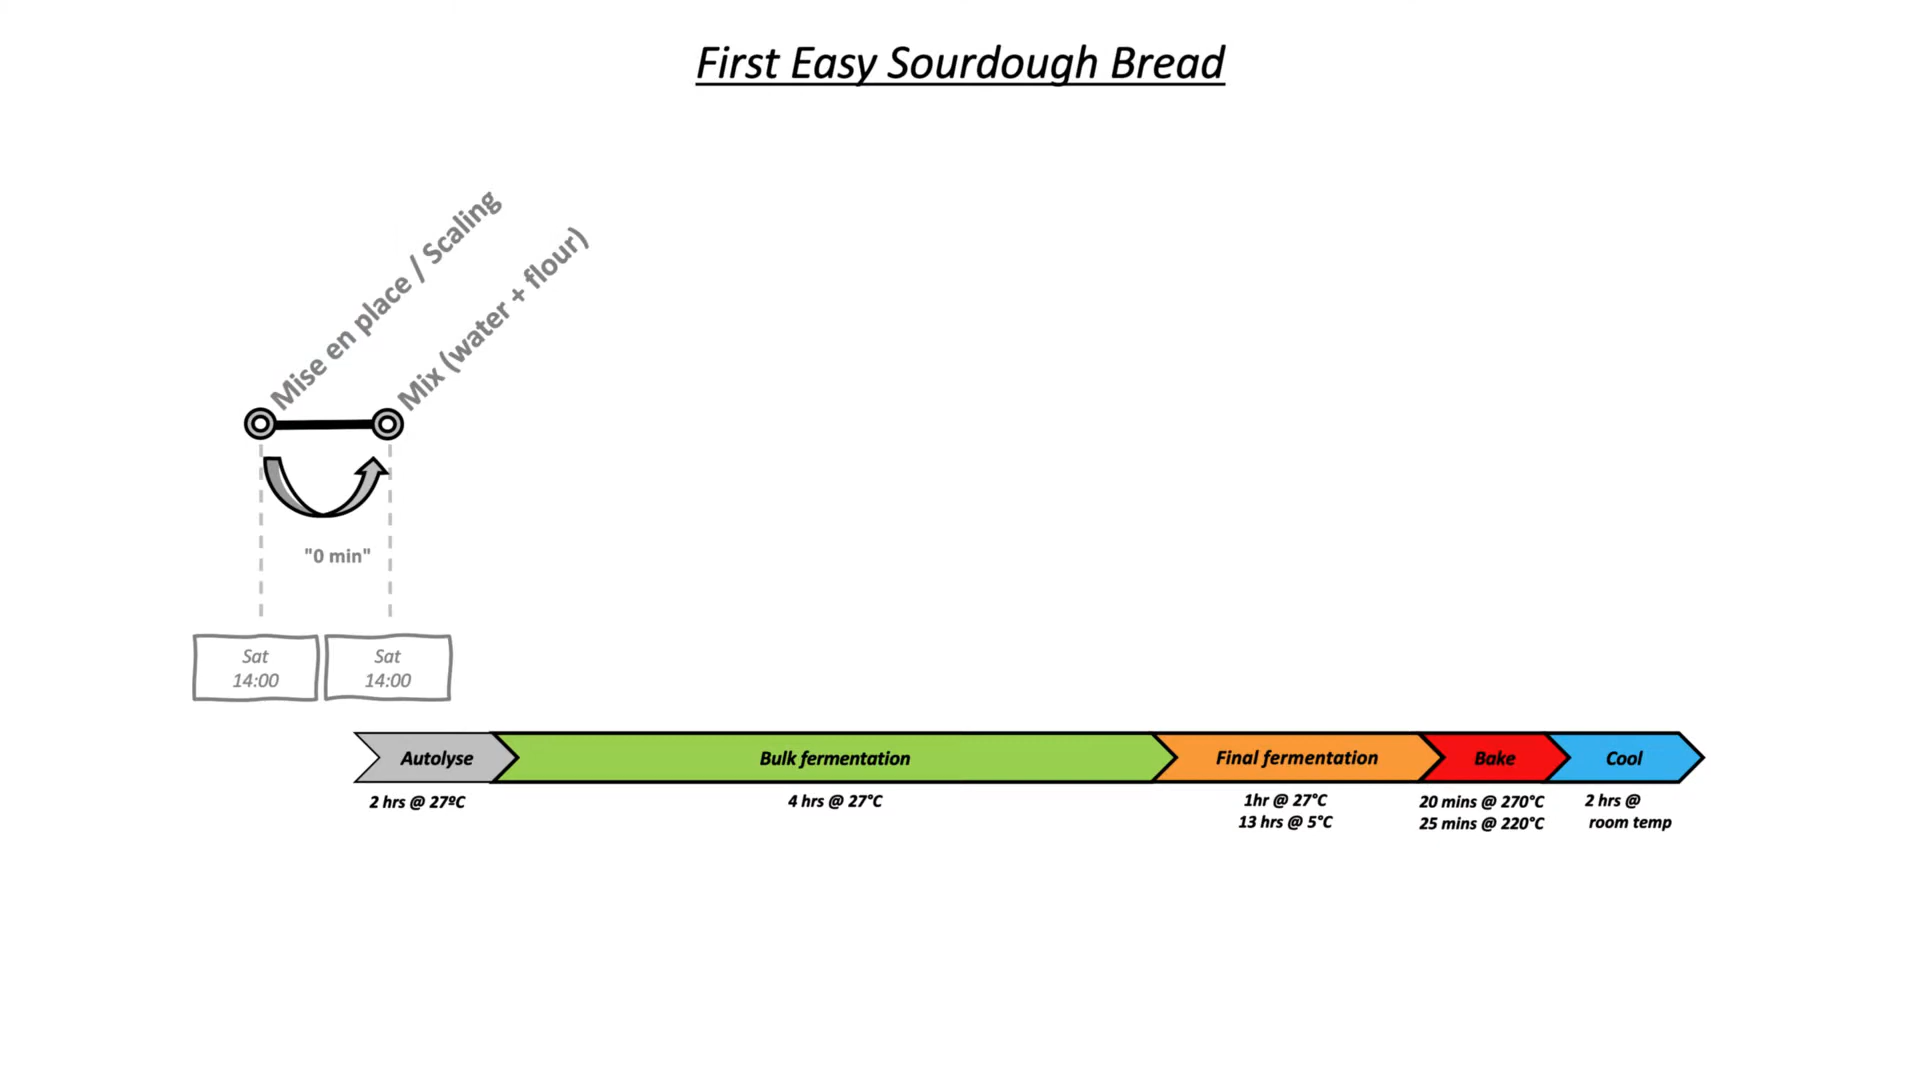 First Easy Sourdough Bread
Mise en place / Scaling
Mix (water + flour)
"0 min"
Sat
14:00
Sat
14:00
Autolyse
Bulk fermentation
Final fermentation
Bake
Cool
2 hrs @ 27ºC
4 hrs @ 27°C
1hr @ 27°C
13 hrs @ 5°C
20 mins @ 270°C
25 mins @ 220°C
2 hrs @
room temp